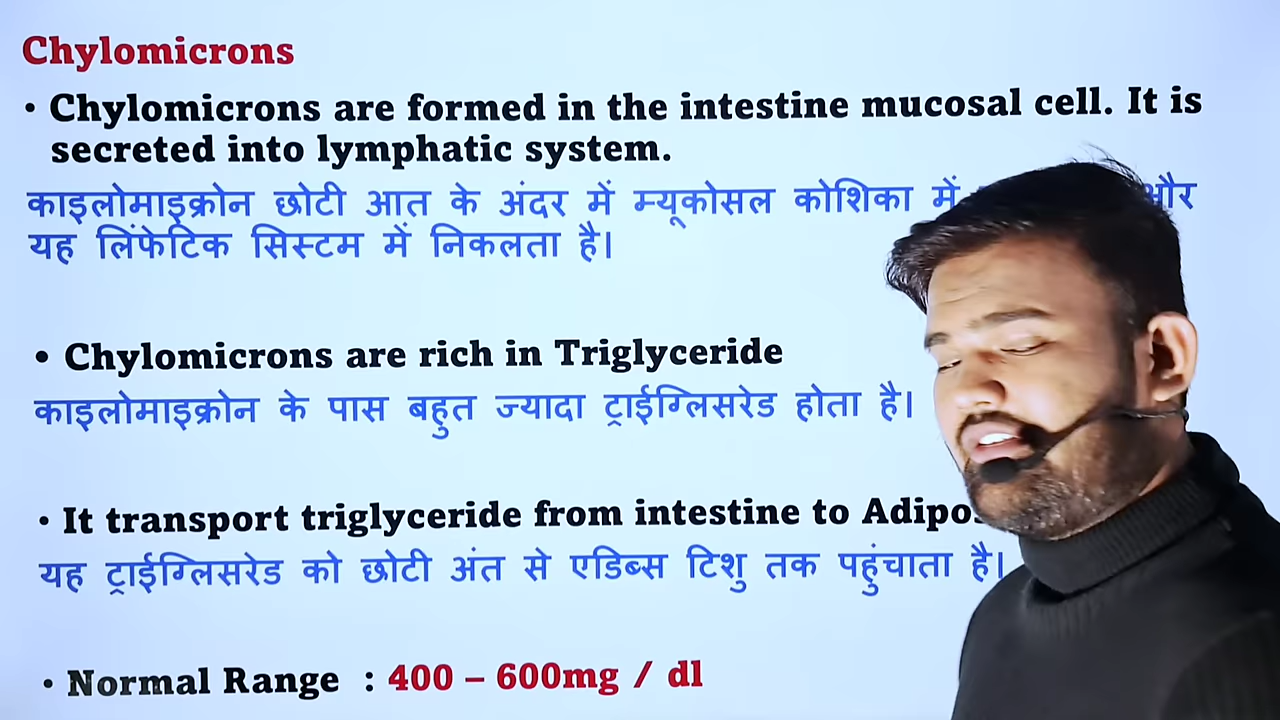 Chylomicrons
• Chylomicrons are formed in the intestine mucosal cell. It is
secreted into lymphatic system.
काइलोमाइक्रोन छोटी आत के अंदर में म्यूकोसल कोशिका में और
यह लिंफेटिक सिस्टम में निकलता है।
• Chylomicrons are rich in Triglyceride
काइलोमाइक्रोन के पास बहुत ज्यादा ट्राईग्लिसरेड होता है।
• It transport triglyceride from intestine to
यह ट्राईग्लिसरेड को छोटी अंत से एडिब्स टिशु तक पहुंचाता है।
• Normal Range : 400 – 600mg / dl